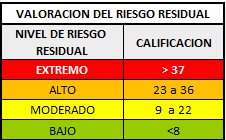 VALORACION DEL RIESGO RESIDUAL
NIVEL DE RIESGO RESIDUAL CALIFICACION
EXTREMO > 37
ALTO 23 a 36
MODERADO 9 a 22
BAJO <8